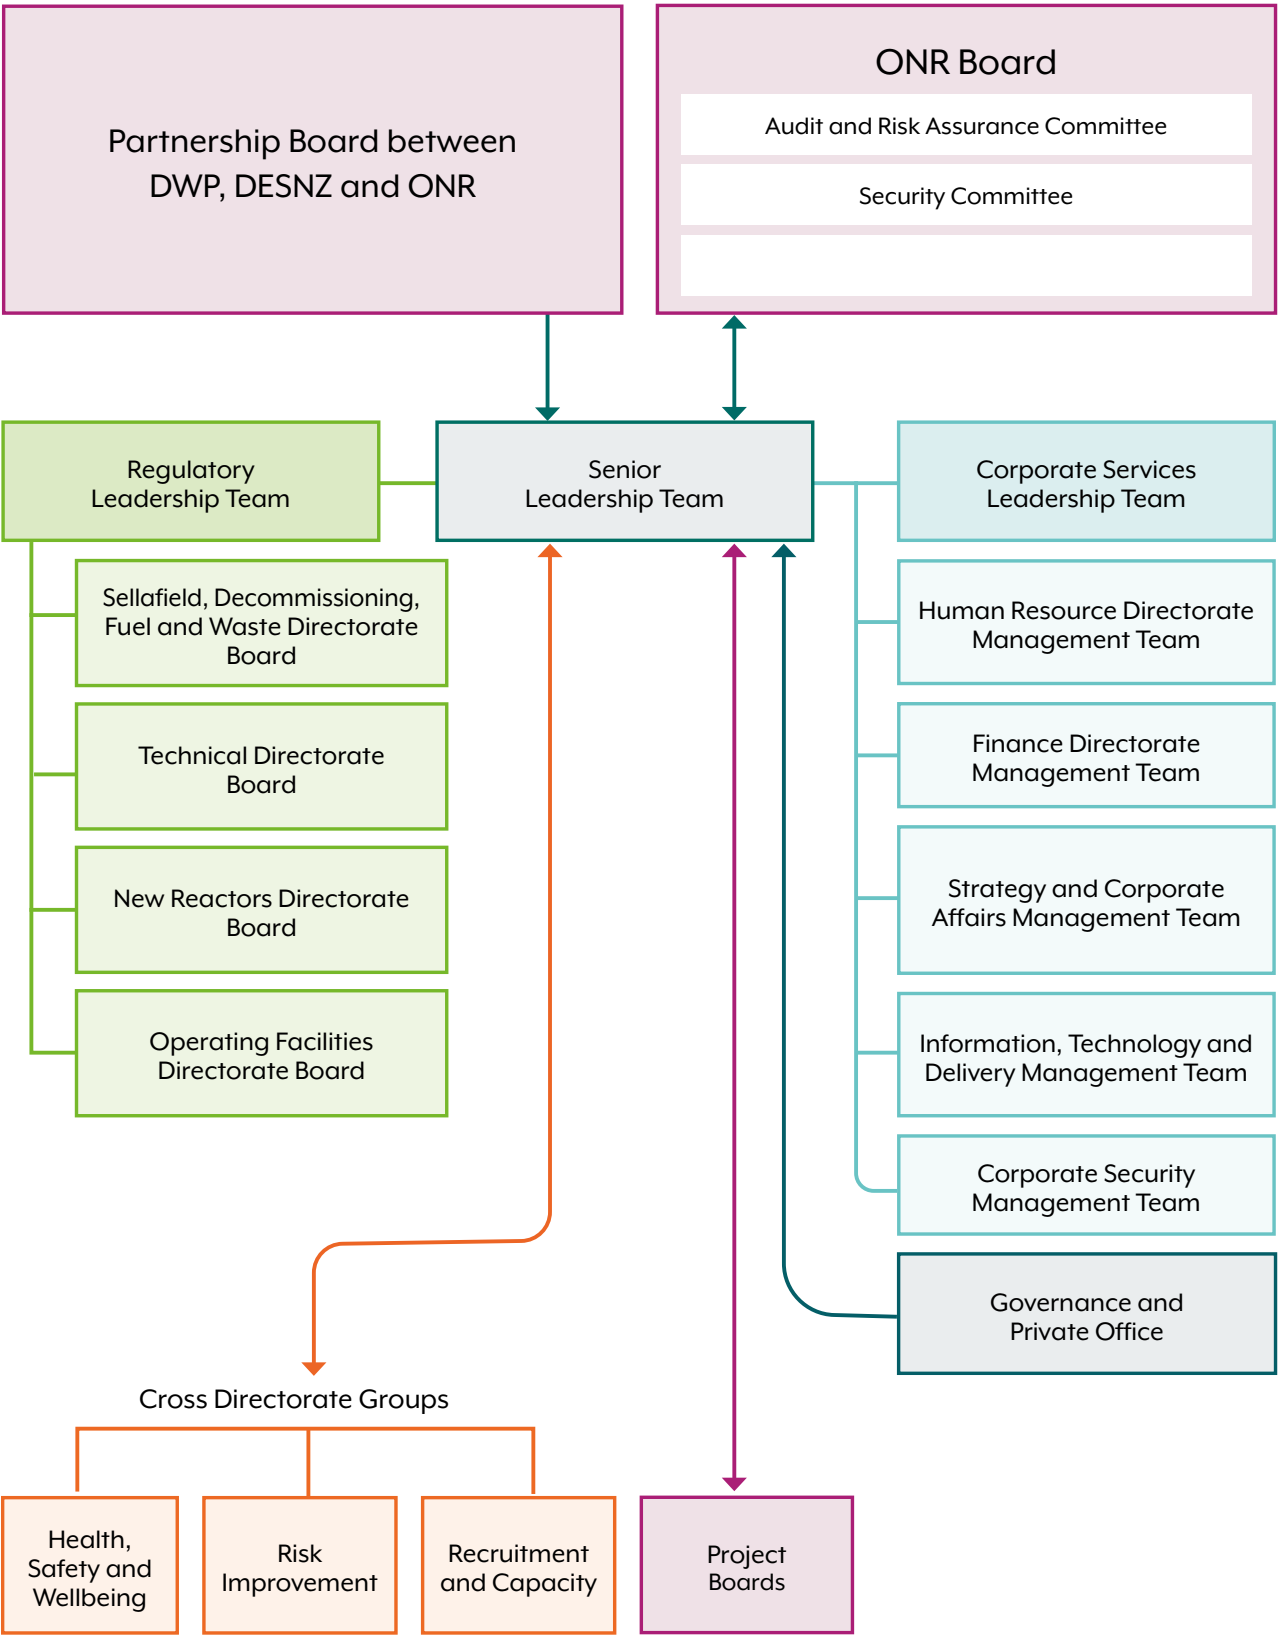 Partnership Board between
DWP, DESNZ and ONR
ONR Board
Audit and Risk Assurance Committee
Security Committee
Regulatory
Leadership Team
Senior
Leadership Team
Corporate Services
Leadership Team
Sellafield, Decommissioning,
Fuel and Waste Directorate
Board
Technical Directorate
Board
New Reactors Directorate
Board
Operating Facilities
Directorate Board
Human Resource Directorate
Management Team
Finance Directorate
Management Team
Strategy and Corporate
Affairs Management Team
Information, Technology and
Delivery Management Team
Corporate Security
Management Team
Governance and
Private Office
Cross Directorate Groups
Health,
Safety and
Wellbeing
Risk
Improvement
Recruitment
and Capacity
Project
Boards